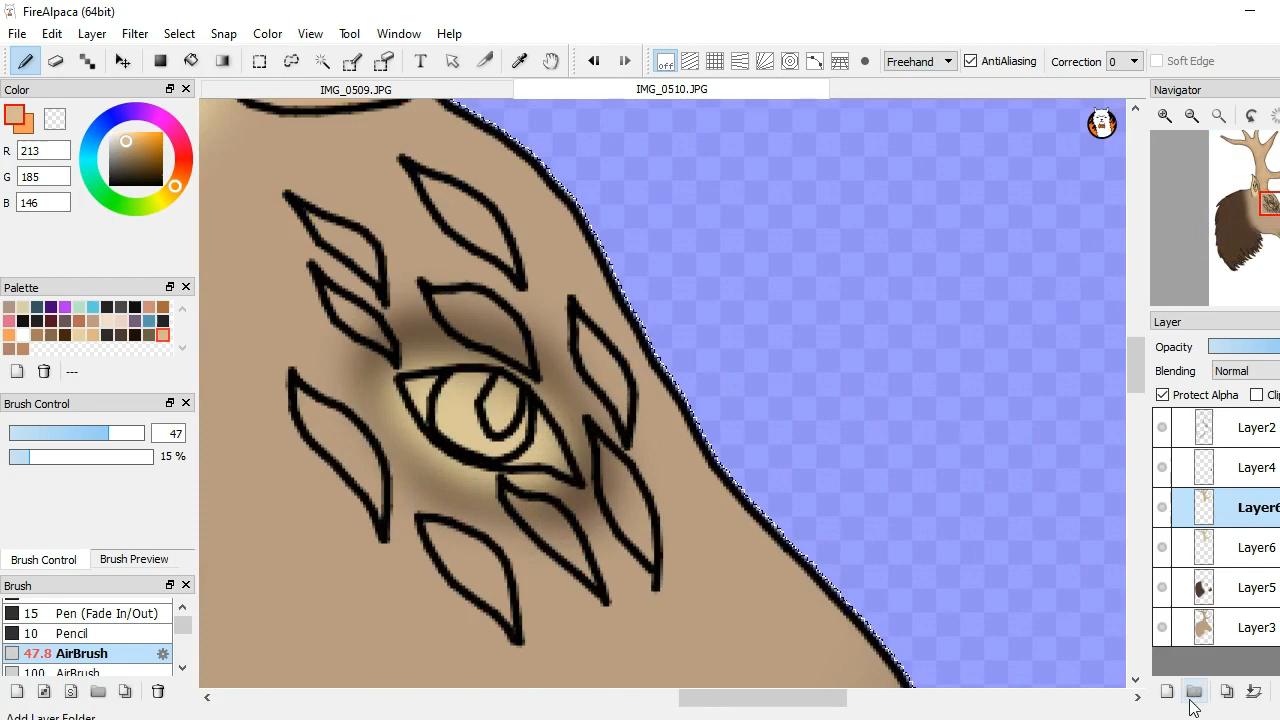 FireAlpaca (64bit)
File Edit Layer Filter Select Snap Color View Tool Window Help
T off Freehand AntiAliasing Correction 0 Soft Edge
Color IMG_0509.JPG IMG_0510.JPG Navigator
R 213
G 185
B 146
Palette
Layer
Opacity
Blending Normal
---
Protect Alpha Cli
Brush Control
Layer2
47
15 %
Layer4
Layer6
Layer6
Brush Control Brush Preview
Brush Layer5
15 Pen (Fade In/Out)
10 Pencil Layer3
47.8 AirBrush
100 AirBrush
Add Layer Folder